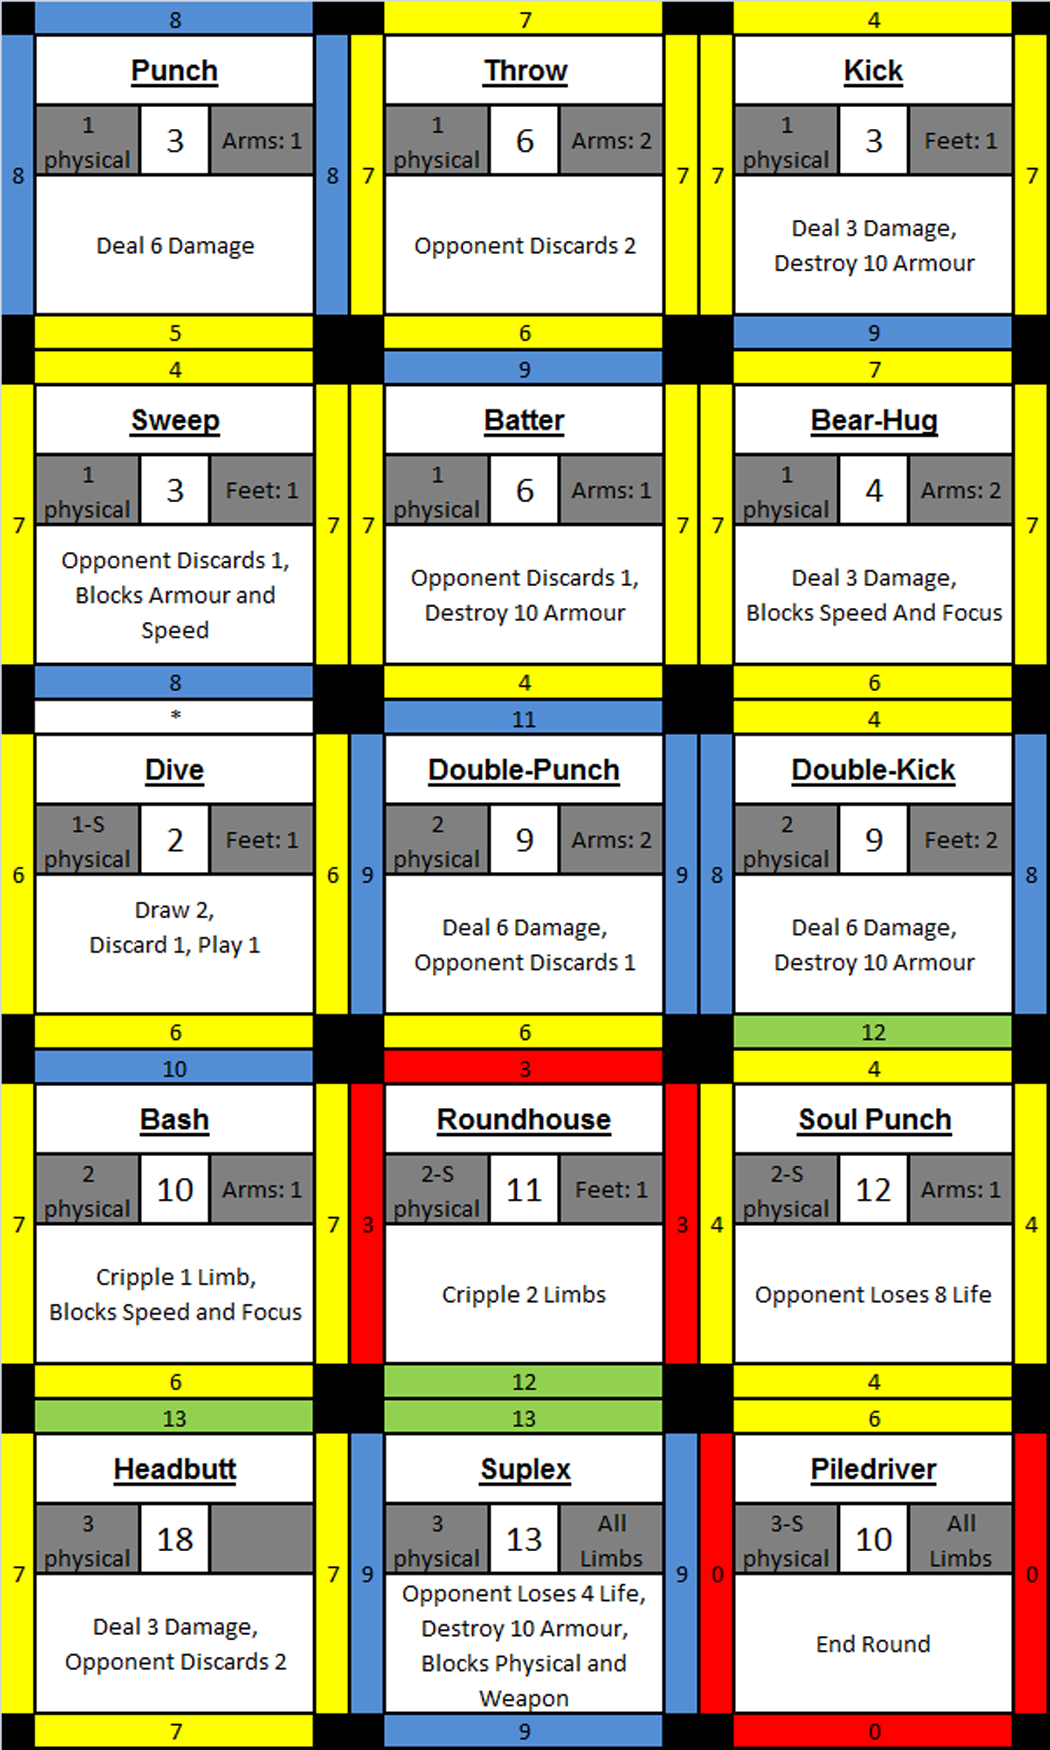 8 7 4
Punch Throw Kick
1 physical 3 Arms: 1 1 physical 6 Arms: 2 1 physical 3 Feet: 1
8 8 7 7 7 7
Deal 6 Damage
Opponent Discards 2
Deal 3 Damage,
Destroy 10 Armour
5 6 9
4 9 7
Sweep Batter Bear-Hug
1 physical 3 Feet: 1 1 physical 6 Arms: 1 1 physical 4 Arms: 2
7 7 7 7 7 7
Opponent Discards 1,
Blocks Armour and
Speed
Opponent Discards 1,
Destroy 10 Armour
Deal 3 Damage,
Blocks Speed And Focus
8 4 6
* 11 4
Dive Double-Punch Double-Kick
1-S physical 2 Feet: 1 2 physical 9 Arms: 2 2 physical 9 Feet: 2
6 6 9 9 8 8
Draw 2,
Discard 1, Play 1
Deal 6 Damage,
Opponent Discards 1
Deal 6 Damage,
Destroy 10 Armour
6 6 12
10 3 4
Bash Roundhouse Soul Punch
2 physical 10 Arms: 1 2-S physical 11 Feet: 1 2-S physical 12 Arms: 1
7 7 3 3 4 4
Cripple 1 Limb,
Blocks Speed and Focus
Cripple 2 Limbs
Opponent Loses 8 Life
6 12 4
13 13 6
Headbutt Suplex Piledriver
3 physical 18 3 physical 13 All Limbs 3-S physical 10 All Limbs
7 7 9 9 0 0
Deal 3 Damage,
Opponent Discards 2
Opponent Loses 4 Life,
Destroy 10 Armour,
Blocks Physical and
Weapon
End Round
7 9 0